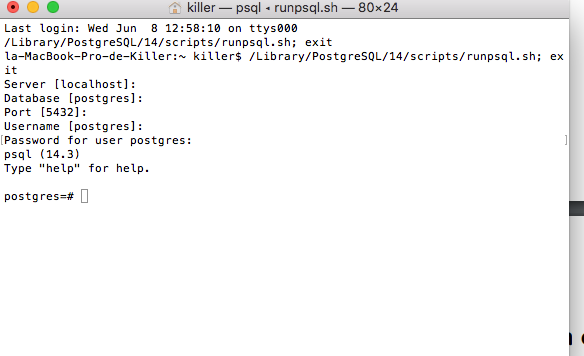 killer — psql ◂ runpsql.sh — 80×24
Last login: Wed Jun  8 12:58:10 on ttys000
/Library/PostgreSQL/14/scripts/runpsql.sh; exit
la-MacBook-Pro-de-Killer:~ killer$ /Library/PostgreSQL/14/scripts/runpsql.sh; ex
it
Server [localhost]:
Database [postgres]:
Port [5432]:
Username [postgres]:
[Password for user postgres: ]
psql (14.3)
Type "help" for help.
postgres=#